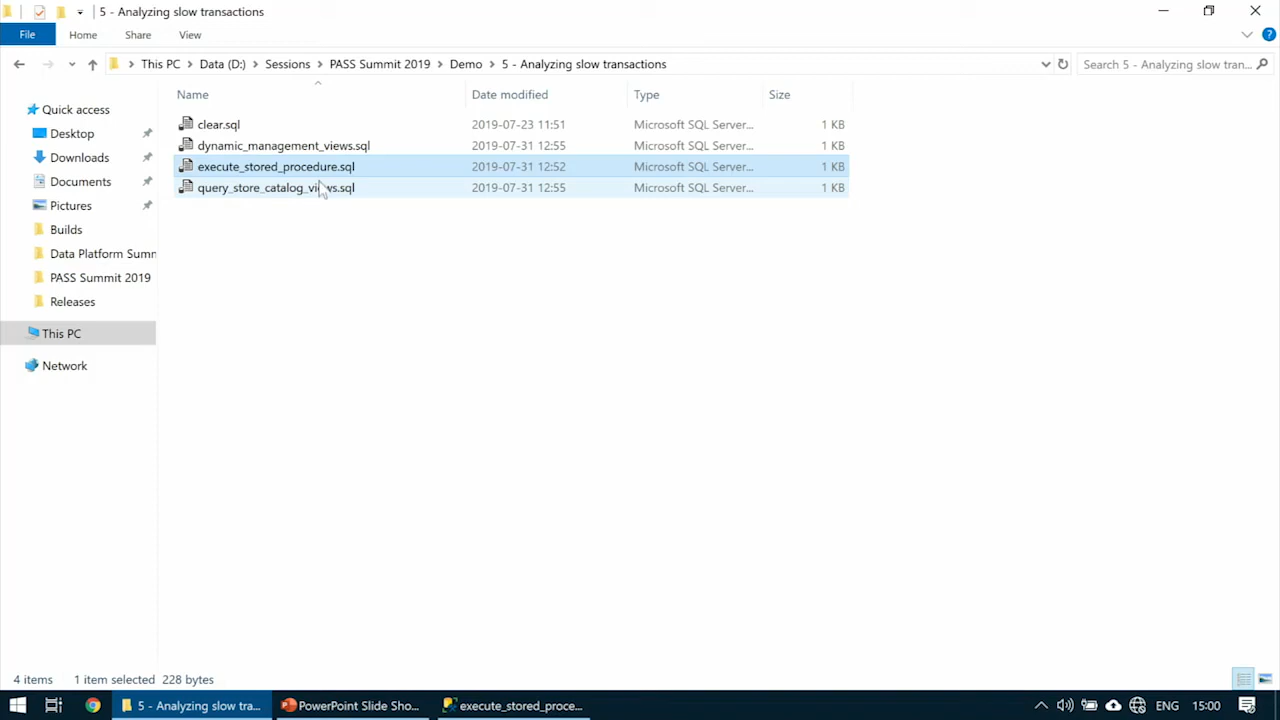 5 - Analyzing slow transactions
File Home Share View
This PC Data (D:) Sessions PASS Summit 2019 Demo 5 - Analyzing slow transactions
Search 5 - Analyzing slow tran...
Name Date modified Type Size
Quick access
Desktop
Downloads
Documents
Pictures
Builds
Data Platform Sum
PASS Summit 2019
Releases
This PC
Network
clear.sql 2019-07-23 11:51 Microsoft SQL Server... 1 KB
dynamic_management_views.sql 2019-07-31 12:55 Microsoft SQL Server... 1 KB
execute_stored_procedure.sql 2019-07-31 12:52 Microsoft SQL Server... 1 KB
query_store_catalog_views.sql 2019-07-31 12:55 Microsoft SQL Server... 1 KB
4 items 1 item selected 228 bytes
5 - Analyzing slow tra... PowerPoint Slide Sho... execute_stored_proce... ENG 15:00